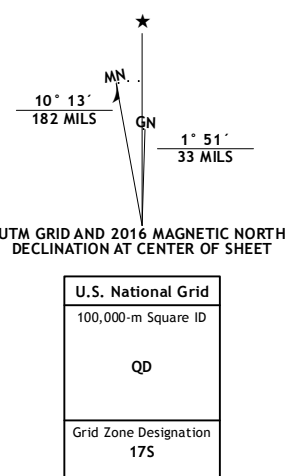 ★
MN
GN
10° 13´
182 MILS
1° 51´
33 MILS
UTM GRID AND 2016 MAGNETIC NORTH
DECLINATION AT CENTER OF SHEET
U.S. National Grid
100,000-m Square ID
QD
Grid Zone Designation
17S